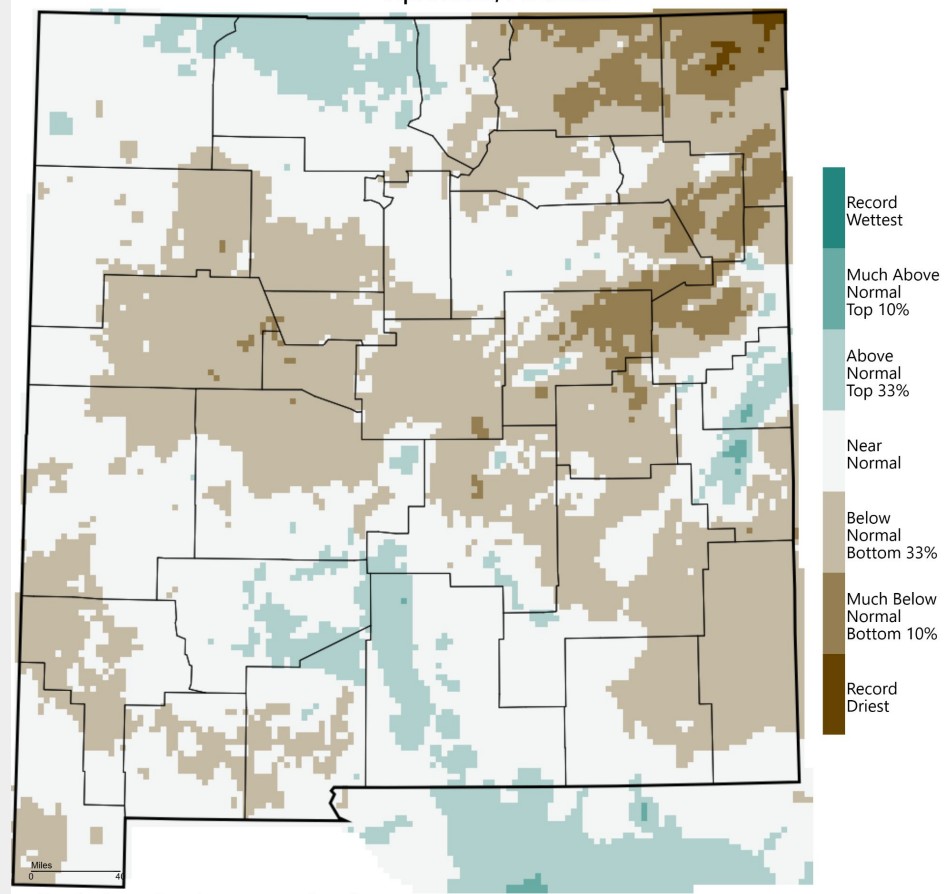 Record
Wettest
Much Above
Normal
Top 10%
Above
Normal
Top 33%
Near
Normal
Below
Normal
Bottom 33%
Much Below
Normal
Bottom 10%
Record
Driest
Miles
0